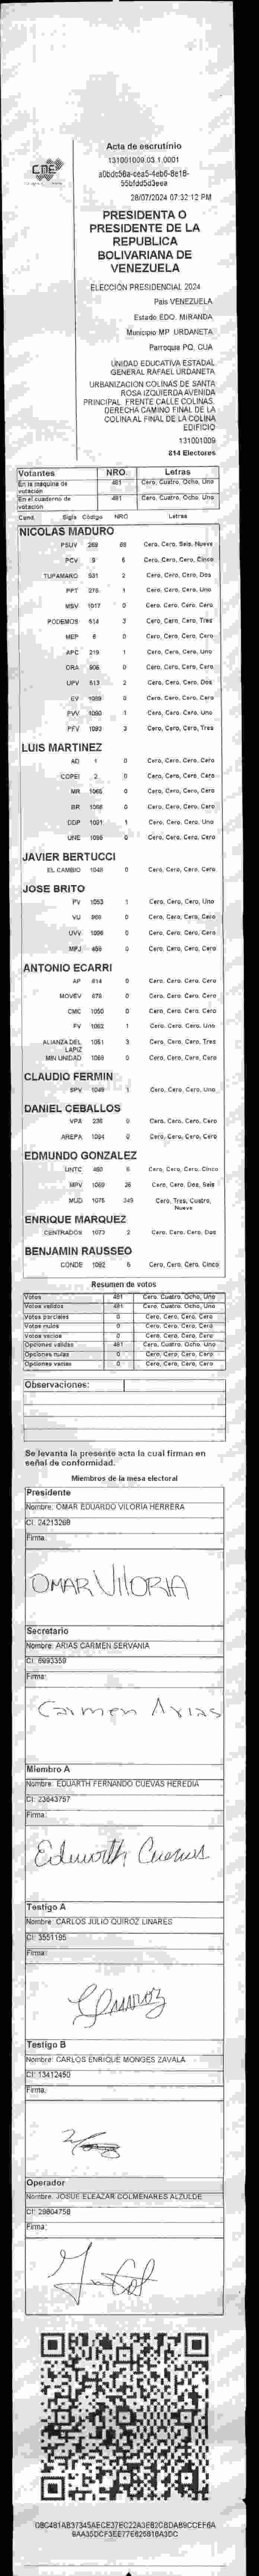 CNE
Acta de escrutinio
131001009.03.1.0001
a0bdc56a-cea5-4eb6-8e18-
55bfdd5d3eea
28/07/2024 07:32:12 PM
PRESIDENTA O
PRESIDENTE DE LA
REPUBLICA
BOLIVARIANA DE
VENEZUELA
ELECCIÓN PRESIDENCIAL 2024
País VENEZUELA
Estado EDO. MIRANDA
Municipio MP. URDANETA
Parroquia PQ. CUA
UNIDAD EDUCATIVA ESTADAL
GENERAL RAFAEL URDANETA
URBANIZACION COLINAS DE SANTA
ROSA IZQUIERDA AVENIDA
PRINCIPAL. FRENTE CALLE COLINAS.
DERECHA CAMINO FINAL DE LA
COLINA AL FINAL DE LA COLINA
EDIFICIO
131001009
814 Electores
Votantes NRO. Letras
En la máquina de votación 481 Cero, Cuatro, Ocho, Uno
En el cuaderno de votación 481 Cero, Cuatro, Ocho, Uno
Cand. Sigla Código NRO Letras
NICOLAS MADURO
PSUV 268 69 Cero, Cero, Seis, Nueve
PCV 9 5 Cero, Cero, Cero, Cinco
TUPAMARO 931 2 Cero, Cero, Cero, Dos
PPT 276 1 Cero, Cero, Cero, Uno
MSV 1017 0 Cero, Cero, Cero, Cero
PODEMOS 614 3 Cero, Cero, Cero, Tres
MEP 6 0 Cero, Cero, Cero, Cero
APC 219 1 Cero, Cero, Cero, Uno
ORA 906 0 Cero, Cero, Cero, Cero
UPV 513 2 Cero, Cero, Cero, Dos
EV 1089 0 Cero, Cero, Cero, Cero
PVV 1090 1 Cero, Cero, Cero, Uno
PFV 1093 3 Cero, Cero, Cero, Tres
LUIS MARTINEZ
AD 1 0 Cero, Cero, Cero, Cero
COPEI 2 0 Cero, Cero, Cero, Cero
MR 1065 0 Cero, Cero, Cero, Cero
BR 1098 0 Cero, Cero, Cero, Cero
DDP 1091 1 Cero, Cero, Cero, Uno
UNE 1095 0 Cero, Cero, Cero, Cero
JAVIER BERTUCCI
EL CAMBIO 1048 0 Cero, Cero, Cero, Cero
JOSE BRITO
PV 1053 1 Cero, Cero, Cero, Uno
VU 969 0 Cero, Cero, Cero, Cero
UVV 1096 0 Cero, Cero, Cero, Cero
MPJ 456 0 Cero, Cero, Cero, Cero
ANTONIO ECARRI
AP 814 0 Cero, Cero, Cero, Cero
MOVEV 876 0 Cero, Cero, Cero, Cero
CMC 1050 0 Cero, Cero, Cero, Cero
FV 1062 1 Cero, Cero, Cero, Uno
ALIANZA DEL LAPIZ 1051 3 Cero, Cero, Cero, Tres
MIN UNIDAD 1069 0 Cero, Cero, Cero, Cero
CLAUDIO FERMIN
SPV 1049 1 Cero, Cero, Cero, Uno
DANIEL CEBALLOS
VPA 236 0 Cero, Cero, Cero, Cero
AREPA 1094 0 Cero, Cero, Cero, Cero
EDMUNDO GONZALEZ
UNTC 460 5 Cero, Cero, Cero, Cinco
MPV 1069 26 Cero, Cero, Dos, Seis
MUD 1075 349 Cero, Tres, Cuatro, Nueve
ENRIQUE MARQUEZ
CENTRADOS 1073 2 Cero, Cero, Cero, Dos
BENJAMIN RAUSSEO
CONDE 1082 5 Cero, Cero, Cero, Cinco
Resumen de votos
Votos 481 Cero, Cuatro, Ocho, Uno
Votos validos 481 Cero, Cuatro, Ocho, Uno
Votos parciales 0 Cero, Cero, Cero, Cero
Votos nulos 0 Cero, Cero, Cero, Cero
Votos vacios 0 Cero, Cero, Cero, Cero
Opciones validas 481 Cero, Cuatro, Ocho, Uno
Opciones nulas 0 Cero, Cero, Cero, Cero
Opciones vacias 0 Cero, Cero, Cero, Cero
Observaciones:
Se levanta la presente acta la cual firman en
señal de conformidad.
Miembros de la mesa electoral
Presidente
Nombre: OMAR EDUARDO VILORIA HERRERA
CI: 24213268
Firma:
OMAR VILORIA
Secretario
Nombre: ARIAS CARMEN SERVANIA
CI: 6993359
Firma:
Carmen Arias
Miembro A
Nombre: EDUARTH FERNANDO CUEVAS HEREDIA
CI: 23643757
Firma:
Eduarth Cuevas
Testigo A
Nombre: CARLOS JULIO QUIROZ LINARES
CI: 3551195
Firma:
Quiroz
Testigo B
Nombre: CARLOS ENRIQUE MONGES ZAVALA
CI: 13412450
Firma:
Operador
Nombre: JOSUE ELEAZAR COLMENARES ALZULDE
CI: 29804758
Firma: